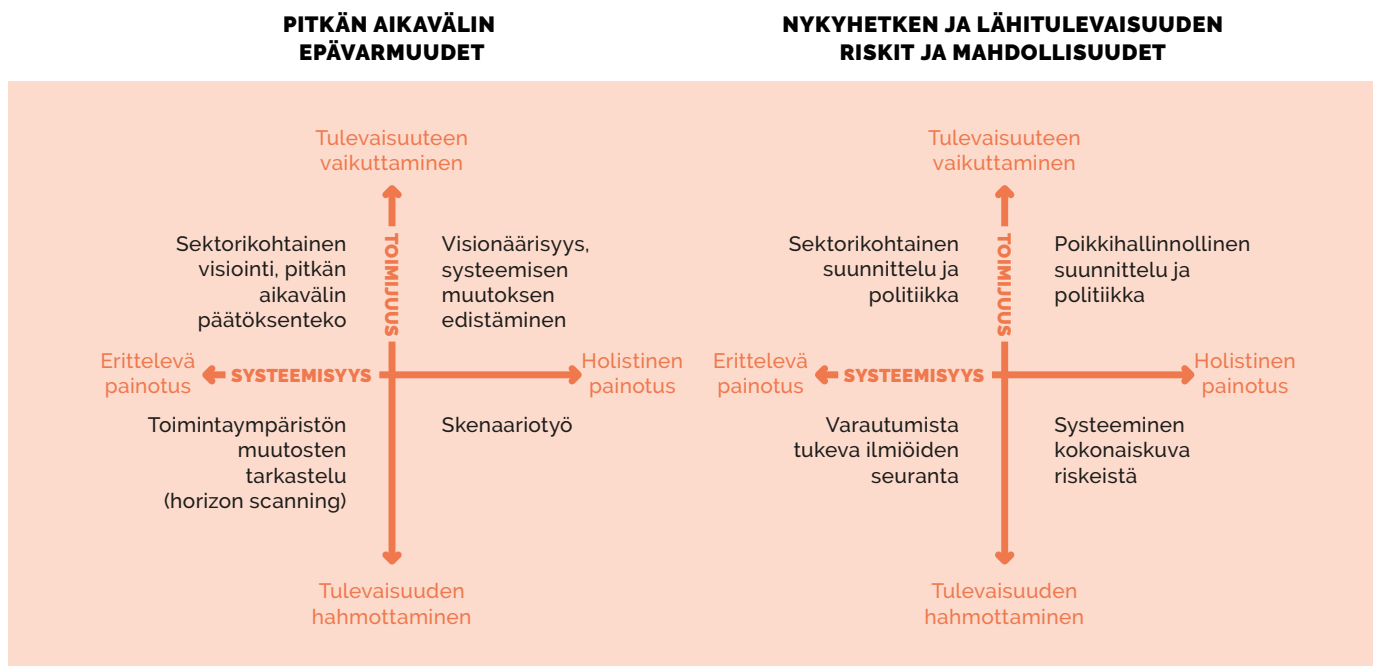 PITKÄN AIKAVÄLIN
EPÄVARMUUDET
Tulevaisuuteen
vaikuttaminen
TOIMIJUUS
Sektorikohtainen
visiointi, pitkän
aikavälin
päätöksenteko
Visionäärisyys,
systeemisen
muutoksen
edistäminen
Erittelevä
painotus
SYSTEEMISYYS
Holistinen
painotus
Toimintaympäristön
muutosten
tarkastelu
(horizon scanning)
Skenaariotyö
Tulevaisuuden
hahmottaminen
NYKYHETKEN JA LÄHITULEVAISUUDEN
RISKIT JA MAHDOLLISUUDET
Tulevaisuuteen
vaikuttaminen
TOIMIJUUS
Sektorikohtainen
suunnittelu ja
politiikka
Poikkihallinnollinen
suunnittelu ja
politiikka
Erittelevä
painotus
SYSTEEMISYYS
Holistinen
painotus
Varautumista
tukeva ilmiöiden
seuranta
Systeeminen
kokonaiskuva
riskeistä
Tulevaisuuden
hahmottaminen